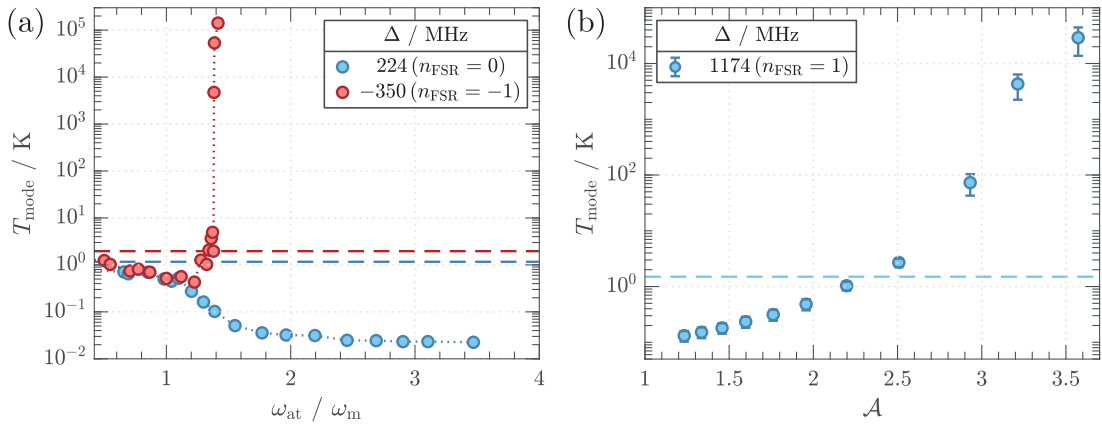 (a)
T_mode / K
10^5
10^4
10^3
10^2
10^1
10^0
10^−1
10^−2
1
2
3
4
ω_at / ω_m
Δ / MHz
224 (n_FSR = 0)
−350 (n_FSR = −1)
(b)
T_mode / K
10^4
10^2
10^0
1
1.5
2
2.5
3
3.5
𝒜
Δ / MHz
1174 (n_FSR = 1)